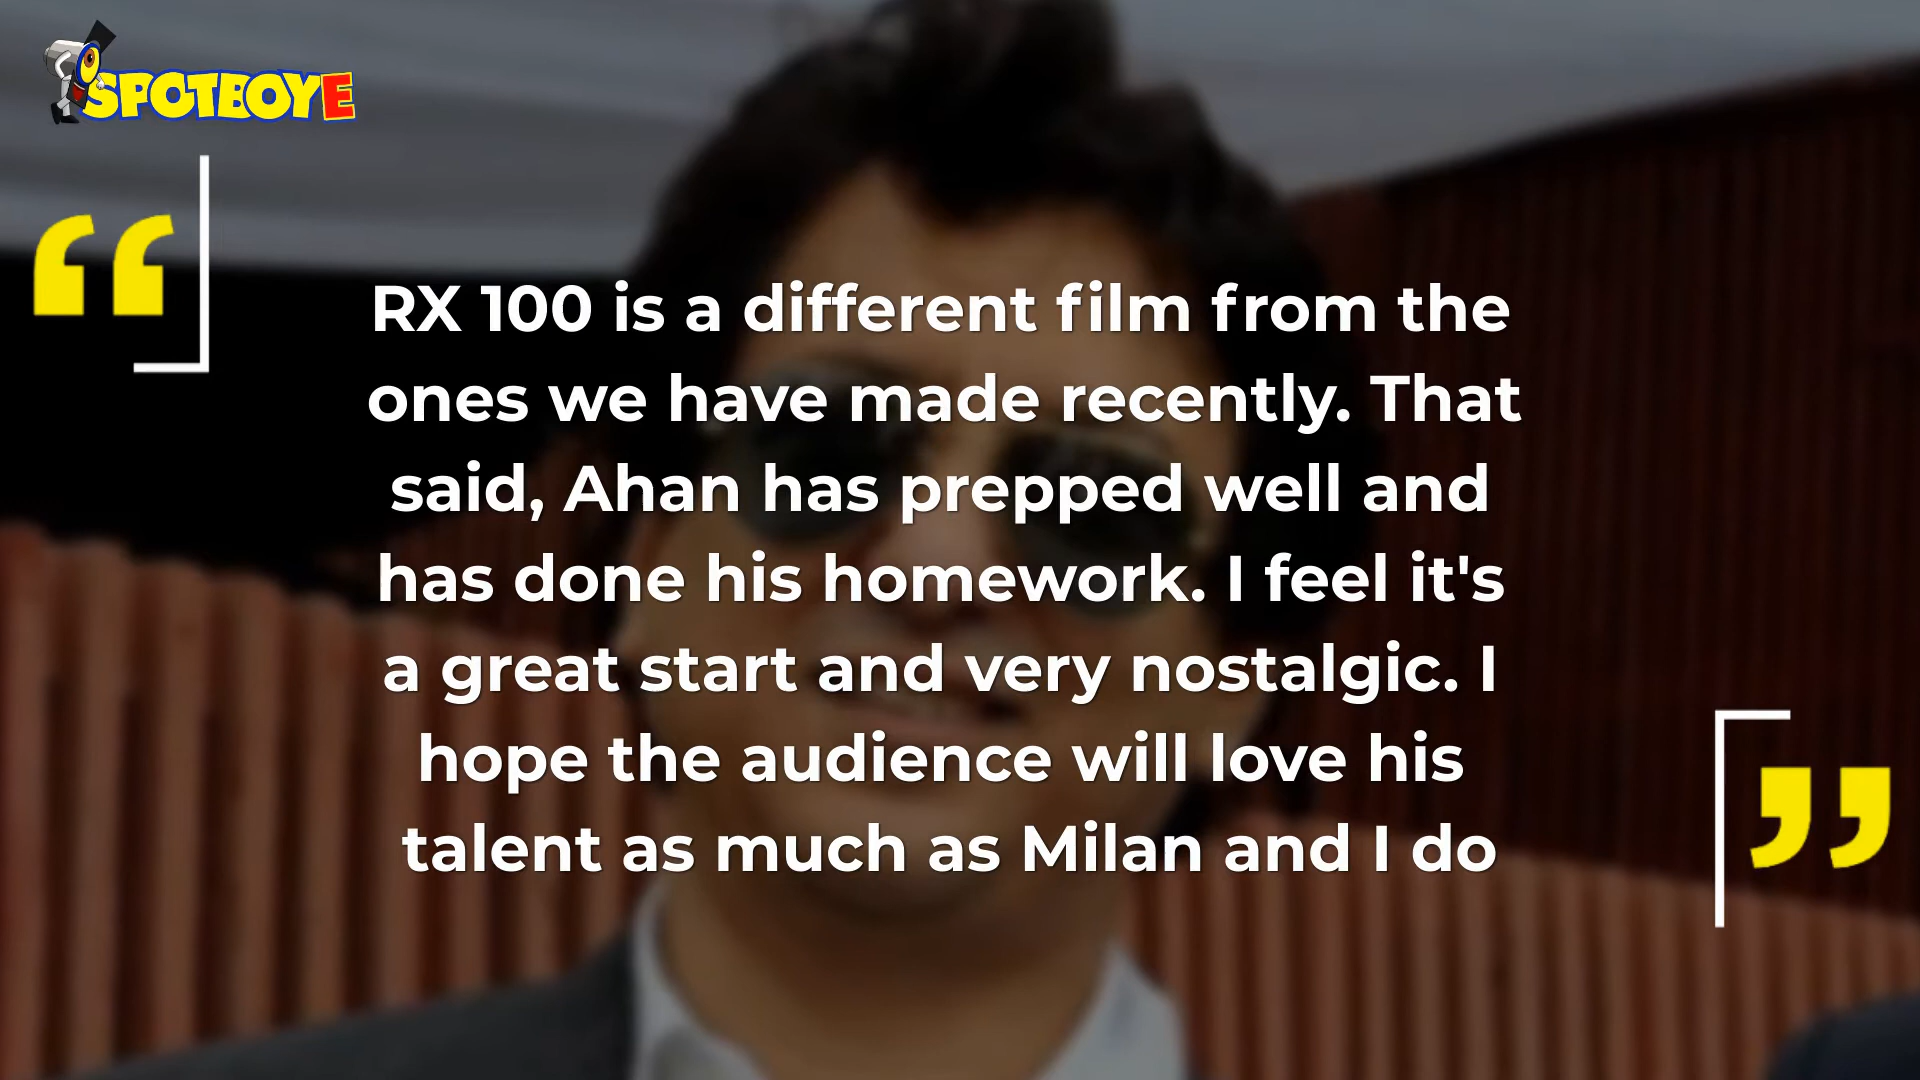 SPOTBOYE
“
RX 100 is a different film from the
ones we have made recently. That
said, Ahan has prepped well and
has done his homework. I feel it's
a great start and very nostalgic. I
hope the audience will love his
talent as much as Milan and I do
”